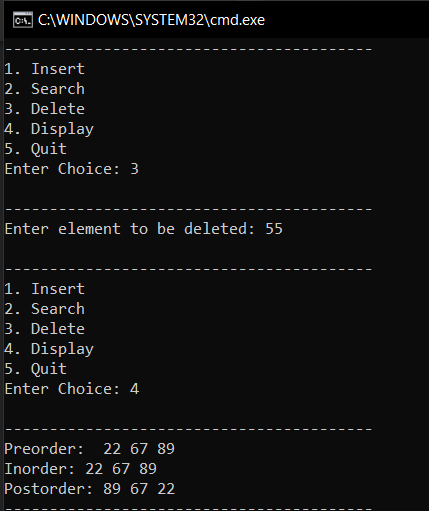 C:\WINDOWS\SYSTEM32\cmd.exe
-----------------------------------------
1. Insert
2. Search
3. Delete
4. Display
5. Quit
Enter Choice: 3
-----------------------------------------
Enter element to be deleted: 55
-----------------------------------------
1. Insert
2. Search
3. Delete
4. Display
5. Quit
Enter Choice: 4
-----------------------------------------
Preorder:  22 67 89
Inorder: 22 67 89
Postorder: 89 67 22
-----------------------------------------